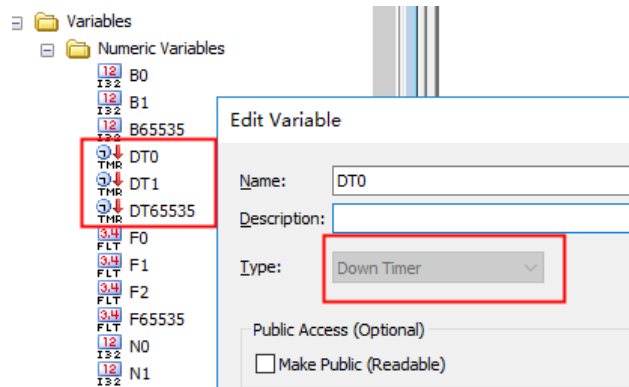 Variables
Numeric Variables
12 I32 B0
12 I32 B1
12 I32 B65535
TMR DT0
TMR DT1
TMR DT65535
3.4 FLT F0
3.4 FLT F1
3.4 FLT F2
3.4 FLT F65535
12 I32 N0
12 I32 N1
Edit Variable
Name: DT0
Description:
Type: Down Timer
Public Access (Optional)
Make Public (Readable)